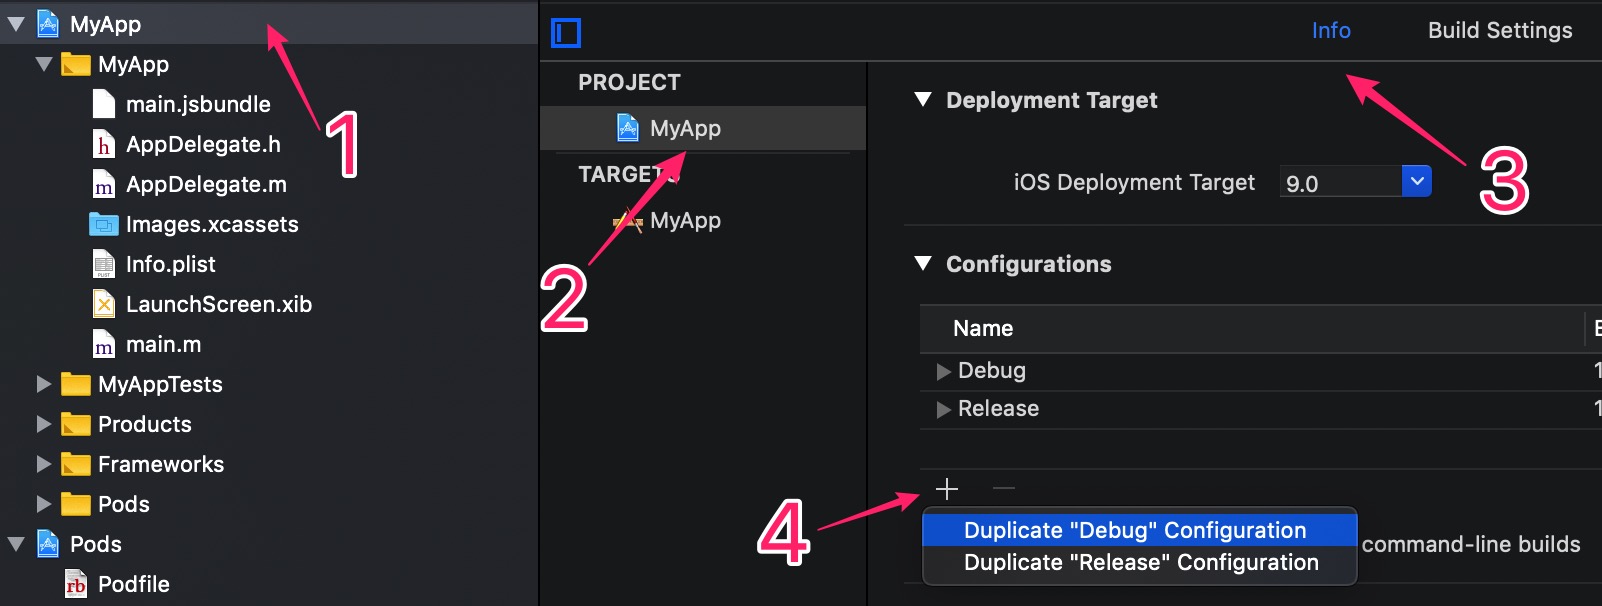 MyApp
MyApp
main.jsbundle
AppDelegate.h
AppDelegate.m
Images.xcassets
Info.plist
LaunchScreen.xib
main.m
MyAppTests
Products
Frameworks
Pods
Pods
Podfile
1
Info
Build Settings
PROJECT
MyApp
TARGETS
MyApp
2
Deployment Target
iOS Deployment Target 9.0
3
Configurations
Name
Debug
Release
4
Duplicate "Debug" Configuration
Duplicate "Release" Configuration
command-line builds